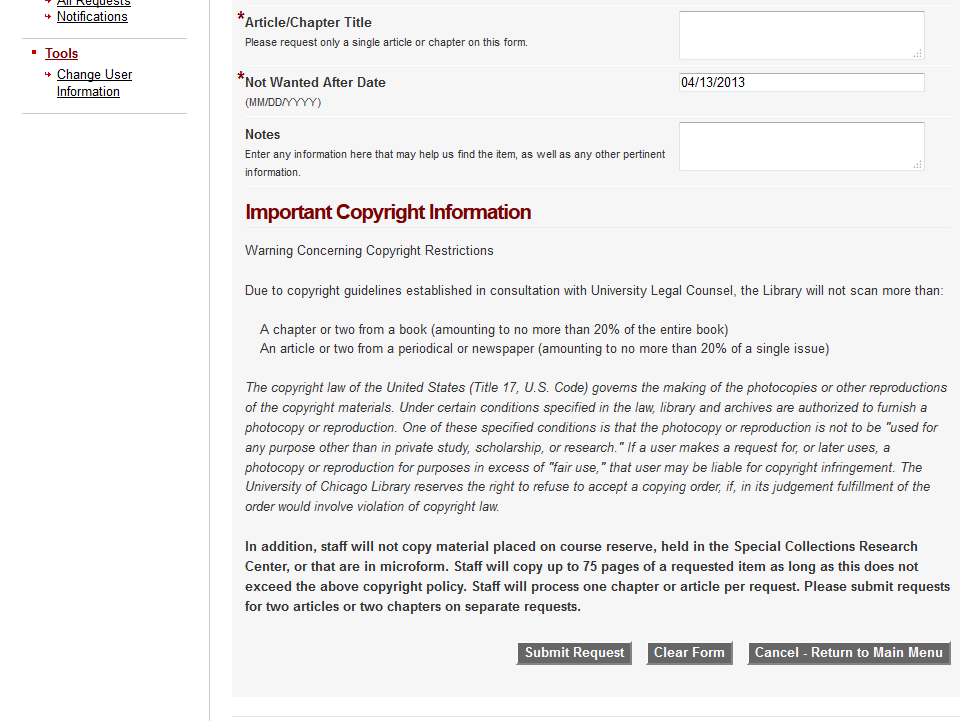 All Requests
Notifications
Tools
Change User
Information
*Article/Chapter Title
Please request only a single article or chapter on this form.
*Not Wanted After Date
04/13/2013
(MM/DD/YYYY)
Notes
Enter any information here that may help us find the item, as well as any other pertinent
information.
Important Copyright Information
Warning Concerning Copyright Restrictions
Due to copyright guidelines established in consultation with University Legal Counsel, the Library will not scan more than:
A chapter or two from a book (amounting to no more than 20% of the entire book)
An article or two from a periodical or newspaper (amounting to no more than 20% of a single issue)
The copyright law of the United States (Title 17, U.S. Code) governs the making of the photocopies or other reproductions
of the copyright materials. Under certain conditions specified in the law, library and archives are authorized to furnish a
photocopy or reproduction. One of these specified conditions is that the photocopy or reproduction is not to be "used for
any purpose other than in private study, scholarship, or research." If a user makes a request for, or later uses, a
photocopy or reproduction for purposes in excess of "fair use," that user may be liable for copyright infringement. The
University of Chicago Library reserves the right to refuse to accept a copying order, if, in its judgement fulfillment of the
order would involve violation of copyright law.
In addition, staff will not copy material placed on course reserve, held in the Special Collections Research
Center, or that are in microform. Staff will copy up to 75 pages of a requested item as long as this does not
exceed the above copyright policy. Staff will process one chapter or article per request. Please submit requests
for two articles or two chapters on separate requests.
Submit Request Clear Form Cancel - Return to Main Menu